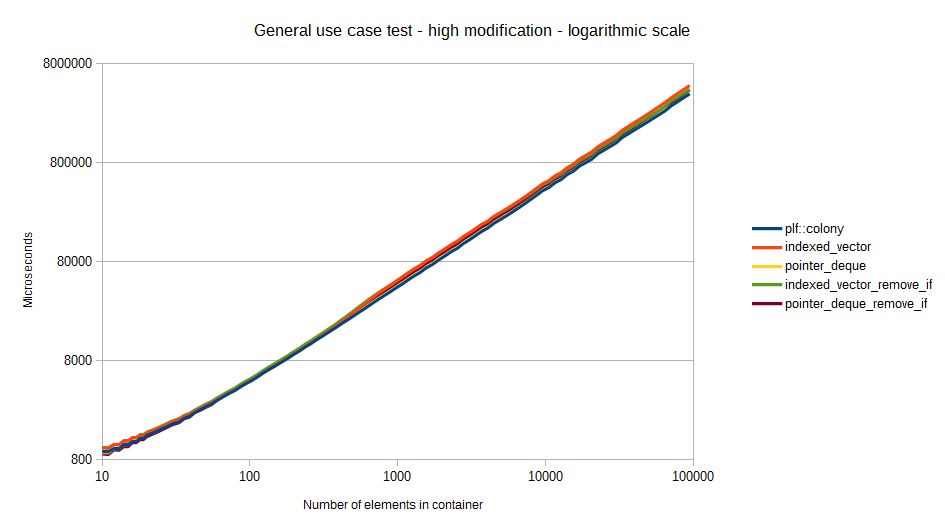 General use case test - high modification - logarithmic scale
8000000
800000
80000
8000
800
Microseconds
10
100
1000
10000
100000
Number of elements in container
plf::colony
indexed_vector
pointer_deque
indexed_vector_remove_if
pointer_deque_remove_if